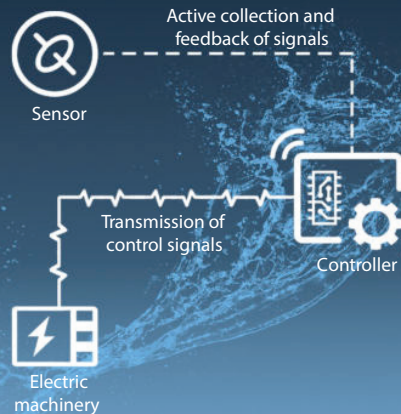 Active collection and
feedback of signals
Sensor
Transmission of
control signals
Controller
Electric
machinery